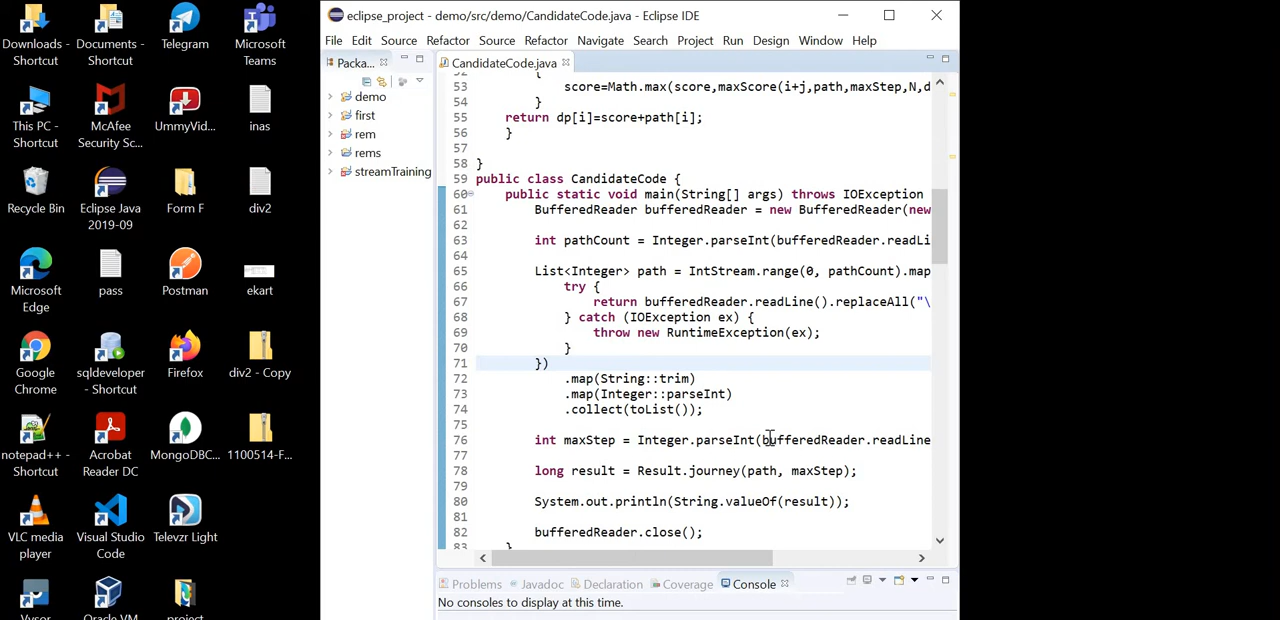 Downloads - Shortcut
Documents - Shortcut
Telegram
Microsoft Teams
This PC - Shortcut
McAfee Security Sc...
UmmyVid...
inas
Recycle Bin
Eclipse Java 2019-09
Form F
div2
Microsoft Edge
pass
Postman
ekart
Google Chrome
sqldeveloper - Shortcut
Firefox
div2 - Copy
notepad++ - Shortcut
Acrobat Reader DC
MongoDBC...
1100514-F...
VLC media player
Visual Studio Code
Televzr Light
Vysor
Oracle VM
project
eclipse_project - demo/src/demo/CandidateCode.java - Eclipse IDE
File Edit Source Refactor Source Refactor Navigate Search Project Run Design Window Help
Packa...
CandidateCode.java
demo
first
rem
rems
streamTraining
52 {
53 score=Math.max(score,maxScore(i+j,path,maxStep,N,d
54 }
55 return dp[i]=score+path[i];
56 }
57
58 }
59 public class CandidateCode {
60 public static void main(String[] args) throws IOException
61 BufferedReader bufferedReader = new BufferedReader(new
62
63 int pathCount = Integer.parseInt(bufferedReader.readLi
64
65 List<Integer> path = IntStream.range(0, pathCount).map
66 try {
67 return bufferedReader.readLine().replaceAll("\
68 } catch (IOException ex) {
69 throw new RuntimeException(ex);
70 }
71 })
72 .map(String::trim)
73 .map(Integer::parseInt)
74 .collect(toList());
75
76 int maxStep = Integer.parseInt(bufferedReader.readLine
77
78 long result = Result.journey(path, maxStep);
79
80 System.out.println(String.valueOf(result));
81
82 bufferedReader.close();
83 }
Problems Javadoc Declaration Coverage Console
No consoles to display at this time.